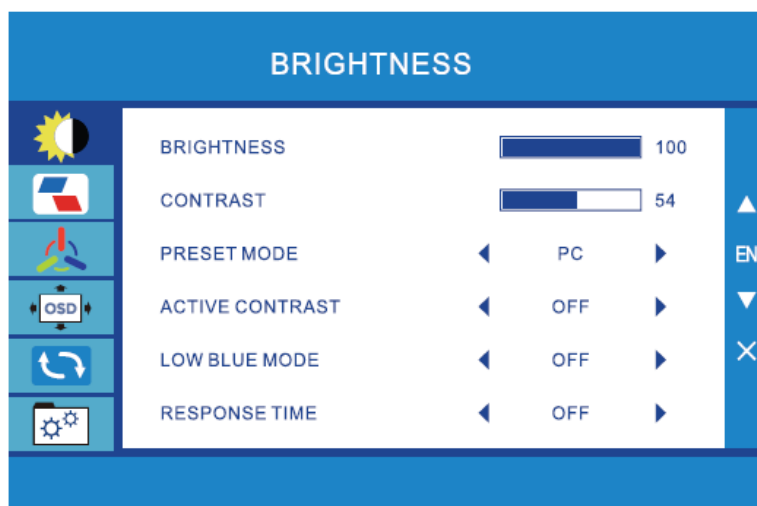 BRIGHTNESS
BRIGHTNESS 100
CONTRAST 54
PRESET MODE PC
EN
ACTIVE CONTRAST OFF
OSD
LOW BLUE MODE OFF
RESPONSE TIME OFF